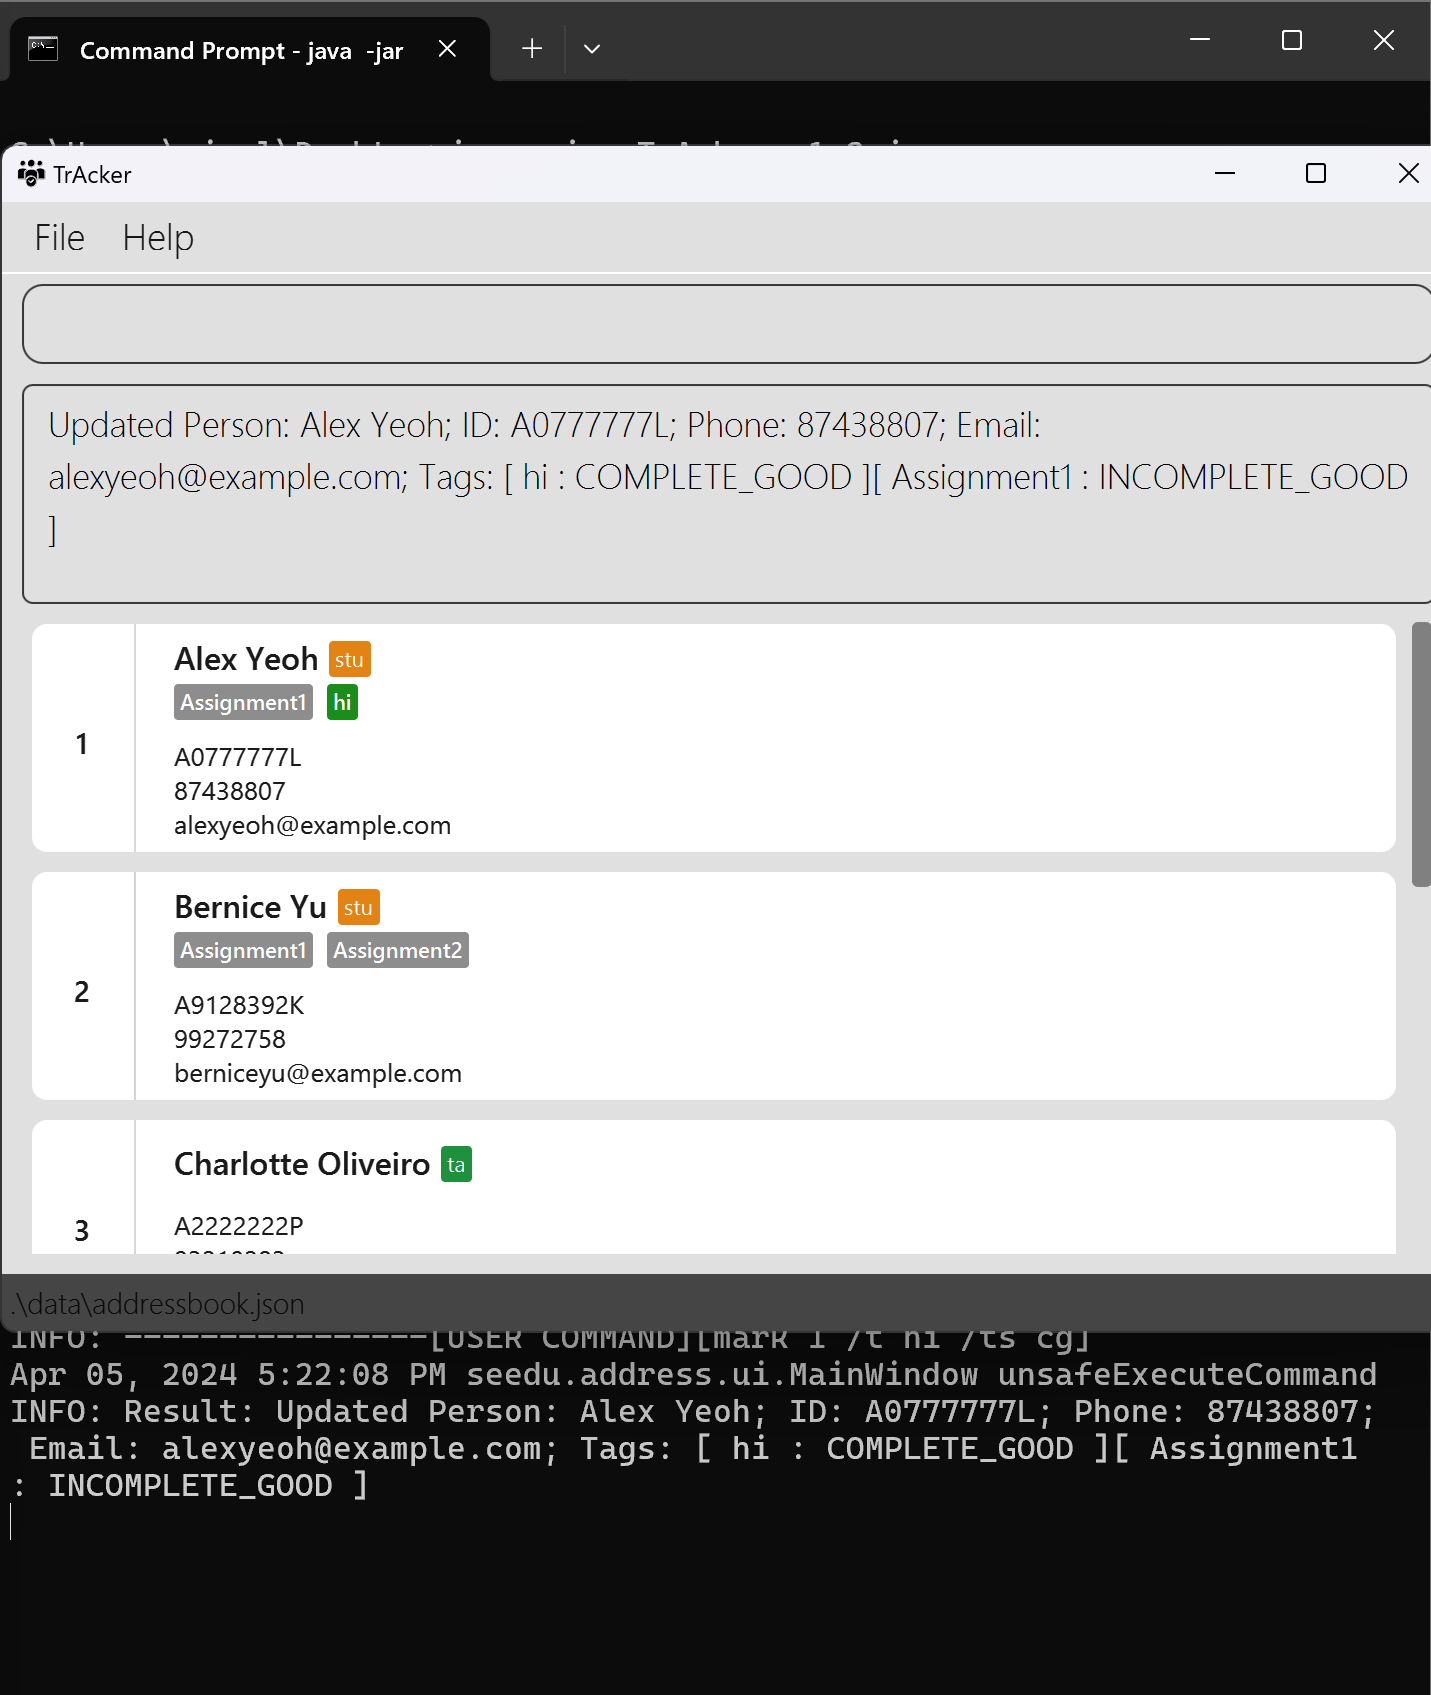 Command Prompt - java  -jar
TrAcker
File Help
Updated Person: Alex Yeoh; ID: A0777777L; Phone: 87438807; Email:
alexyeoh@example.com; Tags: [ hi : COMPLETE_GOOD ][ Assignment1 : INCOMPLETE_GOOD
]
1
Alex Yeoh stu
Assignment1 hi
A0777777L
87438807
alexyeoh@example.com
2
Bernice Yu stu
Assignment1 Assignment2
A9128392K
99272758
berniceyu@example.com
3
Charlotte Oliveiro ta
A2222222P
.\data\addressbook.json
INFO: ----------------[USER COMMAND][mark 1 /t hi /ts cg]
Apr 05, 2024 5:22:08 PM seedu.address.ui.MainWindow unsafeExecuteCommand
INFO: Result: Updated Person: Alex Yeoh; ID: A0777777L; Phone: 87438807;
Email: alexyeoh@example.com; Tags: [ hi : COMPLETE_GOOD ][ Assignment1
: INCOMPLETE_GOOD ]